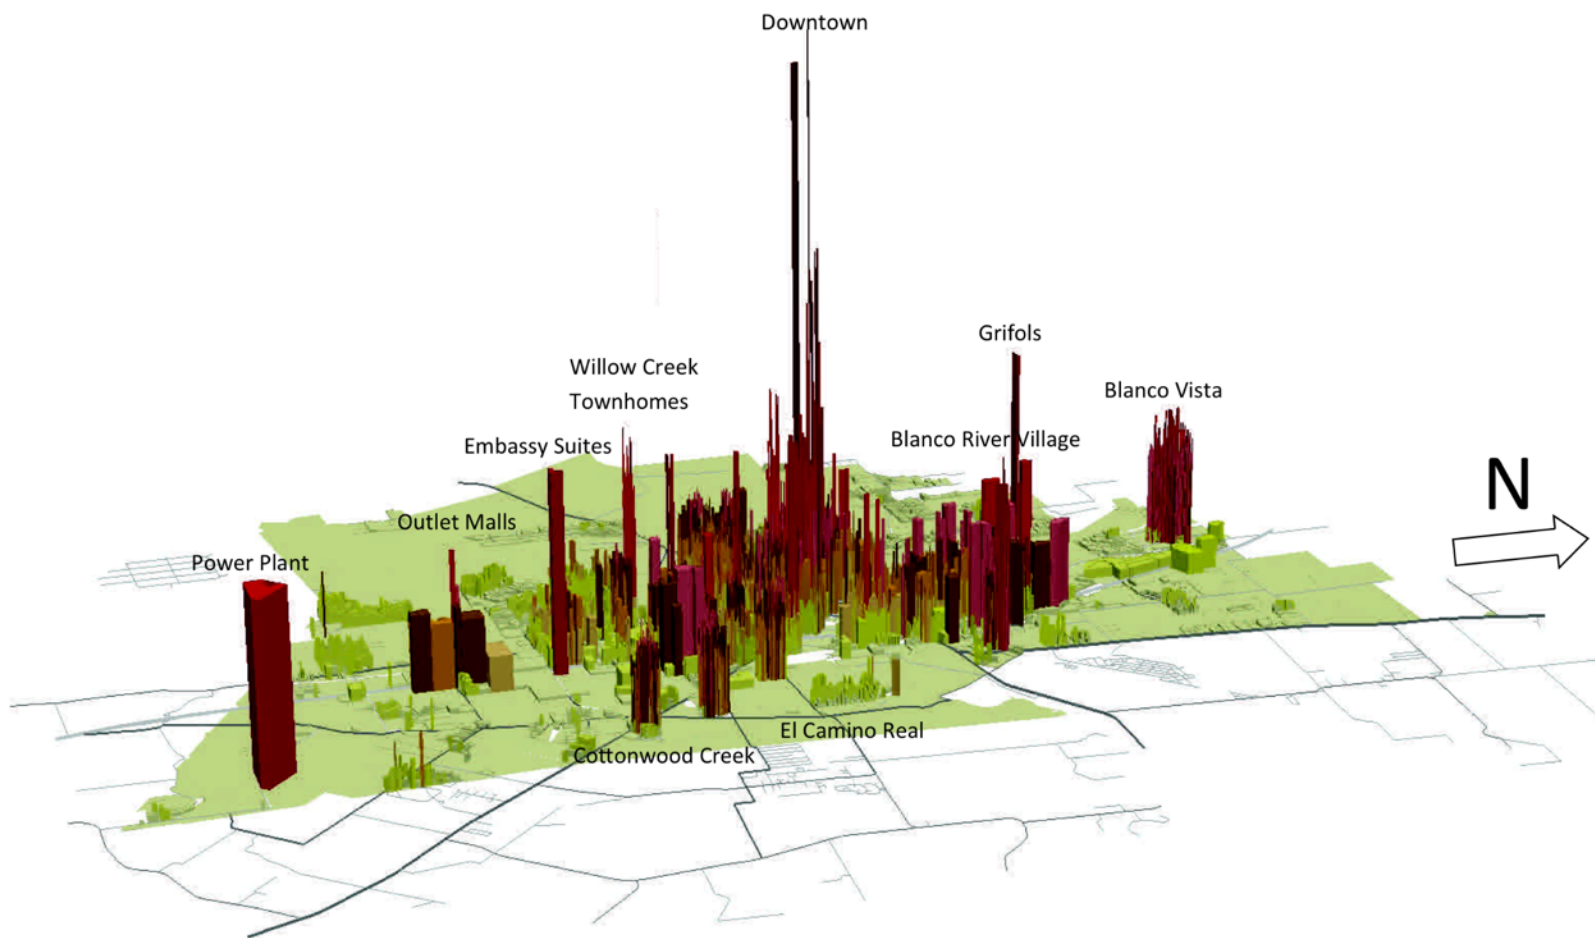 Downtown
Grifols
Willow Creek
Townhomes
Blanco Vista
Embassy Suites
Blanco River Village
Outlet Malls
Power Plant
N
El Camino Real
Cottonwood Creek